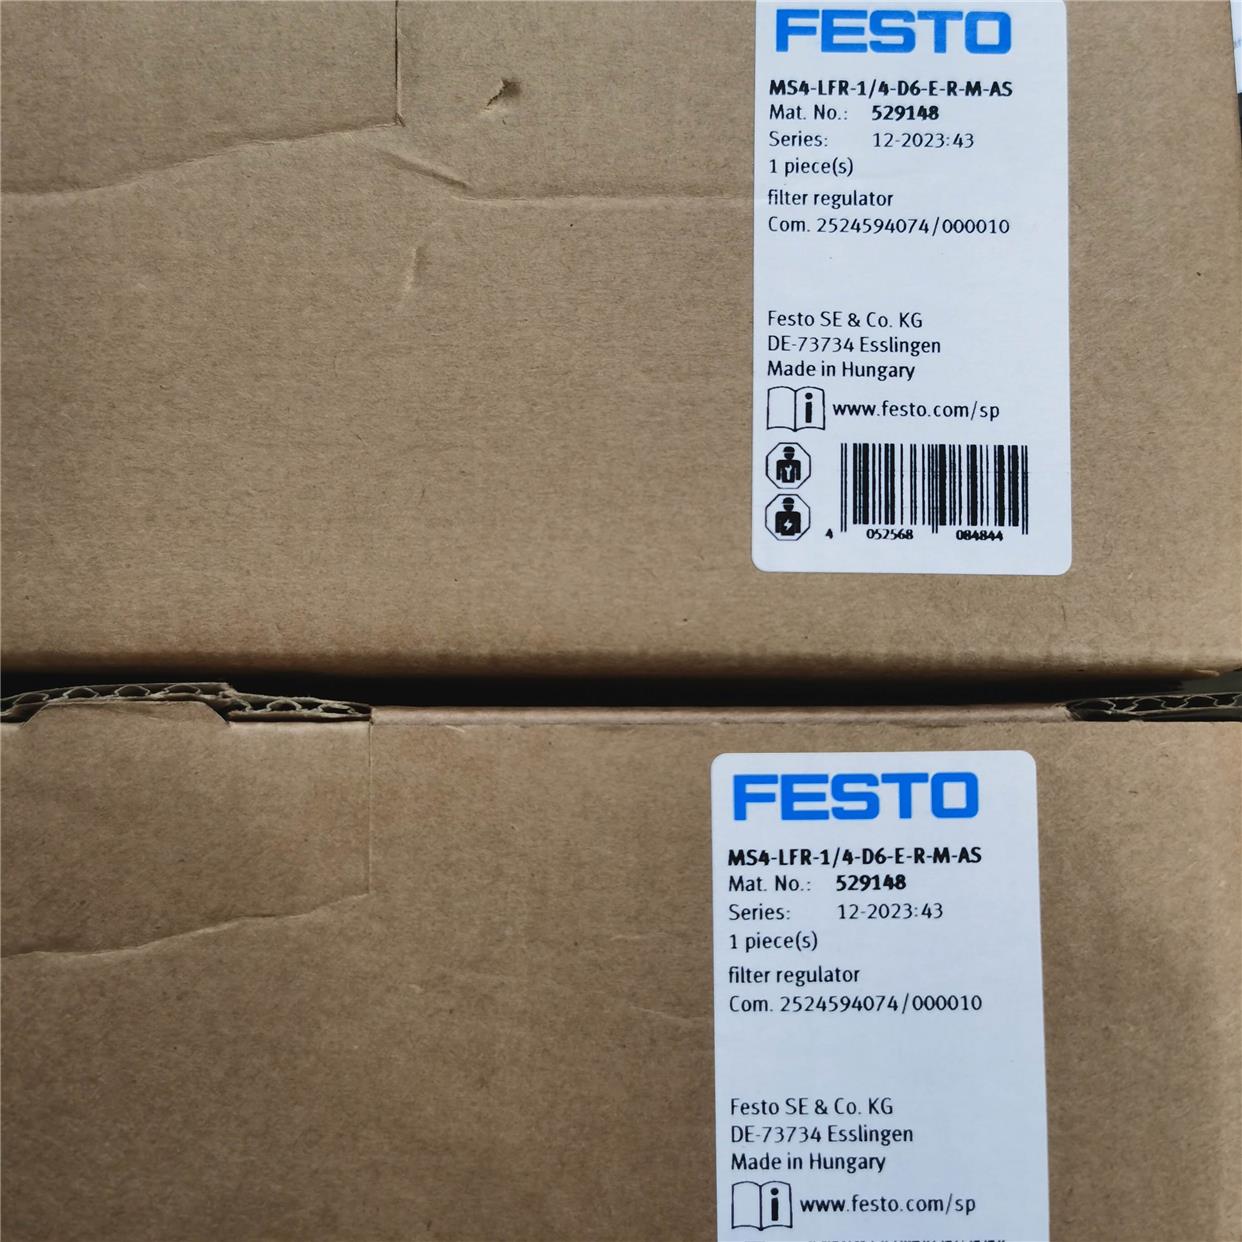 FESTO
MS4-LFR-1/4-D6-E-R-M-AS
Mat. No.: 529148
Series: 12-2023:43
1 piece(s)
filter regulator
Com. 2524594074/000010
Festo SE & Co. KG
DE-73734 Esslingen
Made in Hungary
i www.festo.com/sp
4 052568 084844
FESTO
MS4-LFR-1/4-D6-E-R-M-AS
Mat. No.: 529148
Series: 12-2023:43
1 piece(s)
filter regulator
Com. 2524594074/000010
Festo SE & Co. KG
DE-73734 Esslingen
Made in Hungary
i www.festo.com/sp